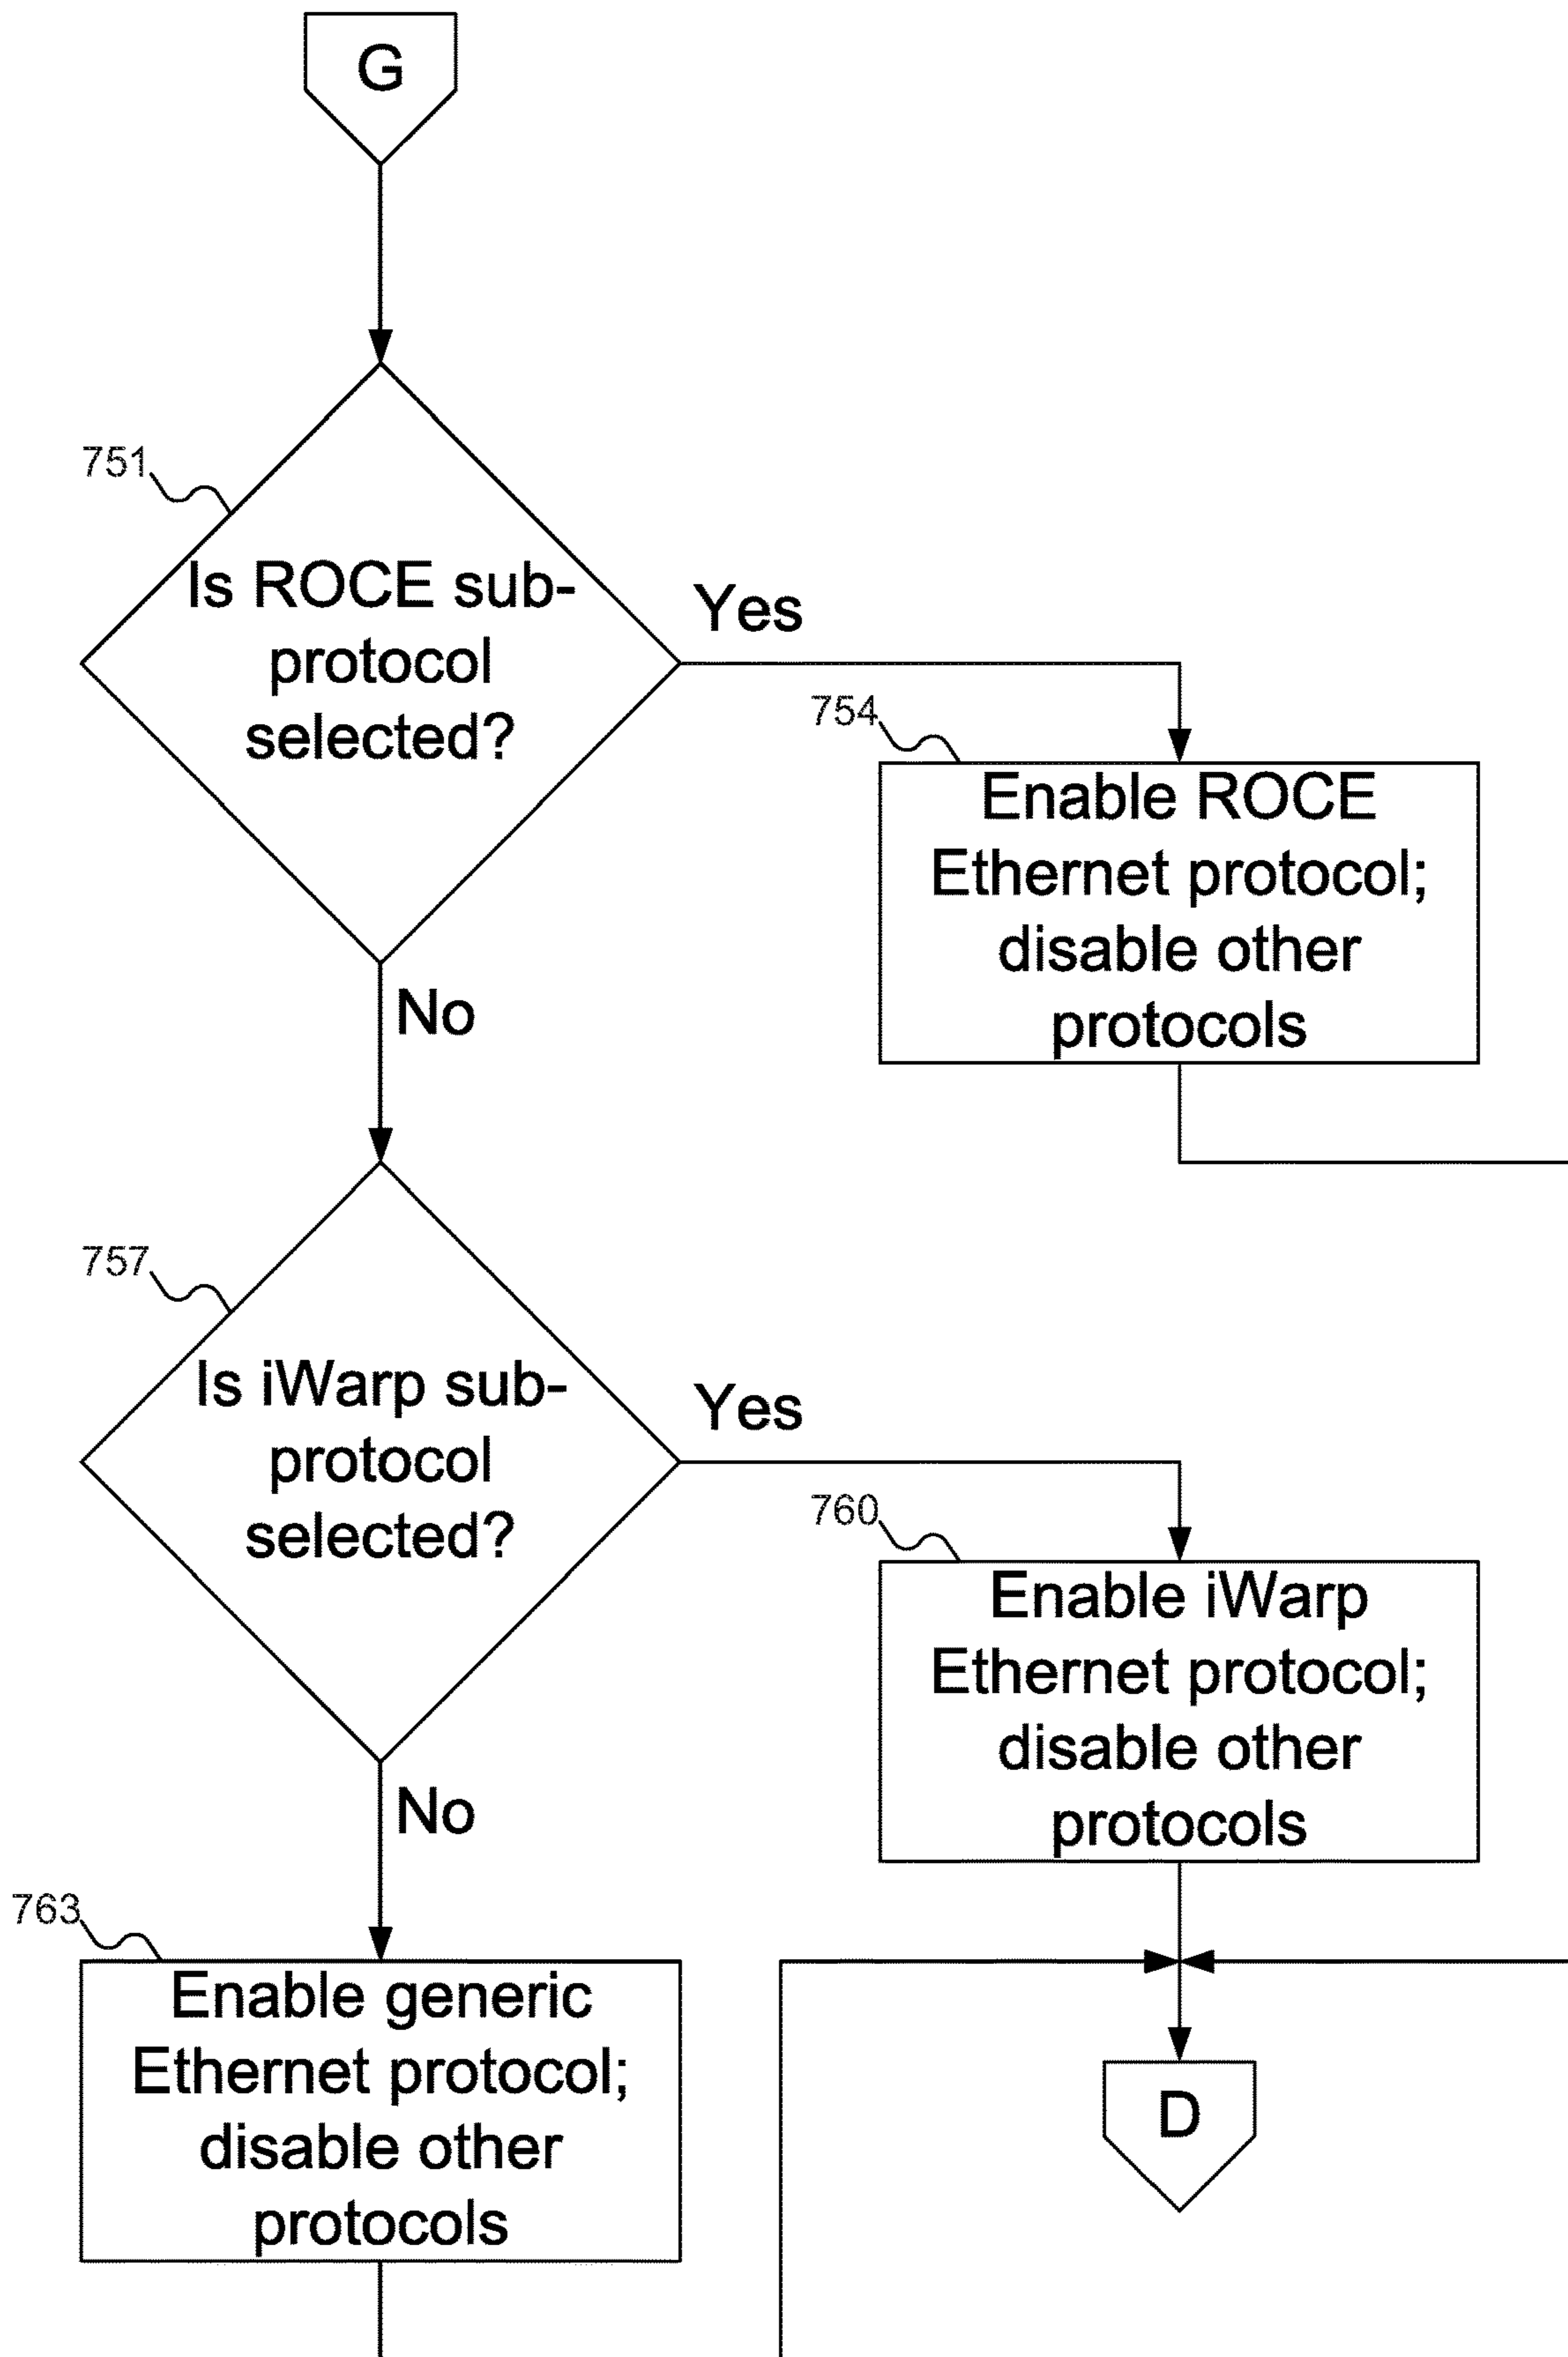 G
751
Is ROCE sub-
protocol
selected?
Yes
754
Enable ROCE
Ethernet protocol;
disable other
protocols
No
757
Is iWarp sub-
protocol
selected?
Yes
760
Enable iWarp
Ethernet protocol;
disable other
protocols
No
763
Enable generic
Ethernet protocol;
disable other
protocols
D